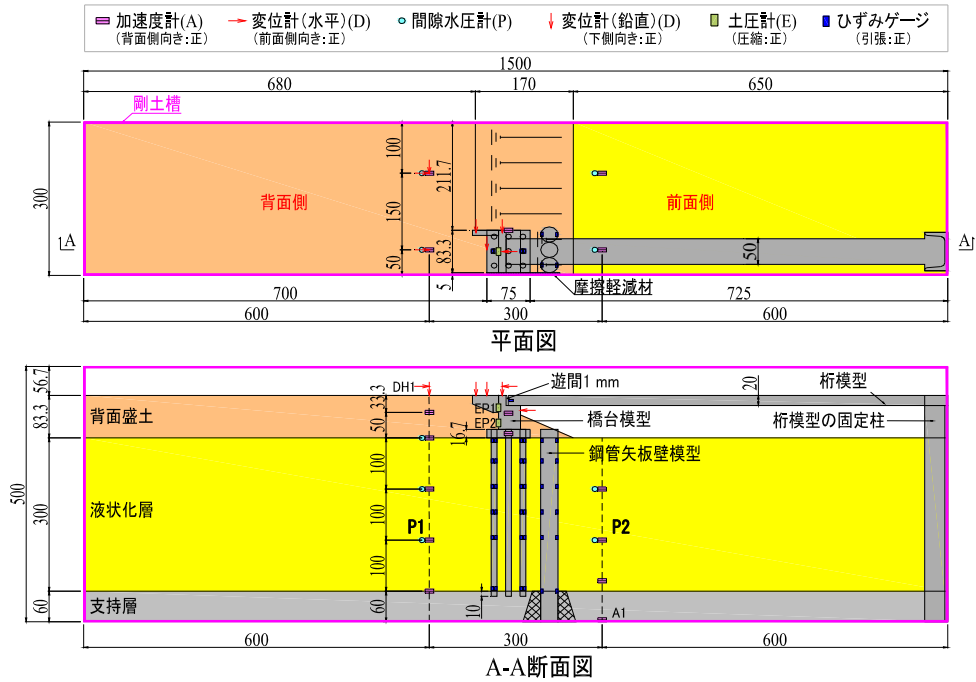 加速度計(A)
(背面側向き:正)
変位計(水平)(D)
(前面側向き:正)
間隙水圧計(P)
変位計(鉛直)(D)
(下側向き:正)
土圧計(E)
(圧縮:正)
ひずみゲージ
(引張:正)
1500
680
170
650
剛土槽
300
100
150
50
211.7
83.3
5
背面側
前面側
A
A
50
摩擦軽減材
700
75
725
600
300
600
平面図
56.7
83.3
500
300
60
DH1
33.3
50
16.7
100
100
100
60
EP1
EP2
遊間1 mm
20
桁模型
背面盛土
橋台模型
桁模型の固定柱
鋼管矢板壁模型
液状化層
P1
P2
支持層
10
A1
600
300
600
A-A断面図